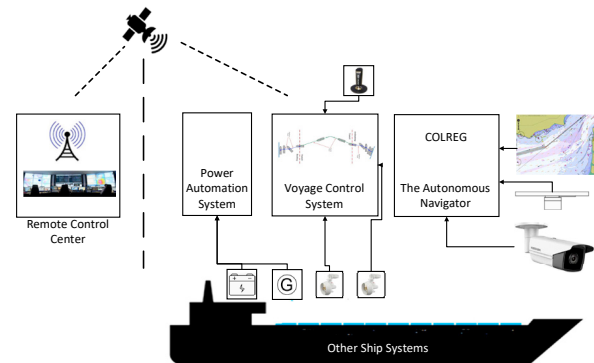 COLREG
Power
Automation
System
Voyage Control
System
The Autonomous
Navigator
Remote Control
Center
G
Other Ship Systems